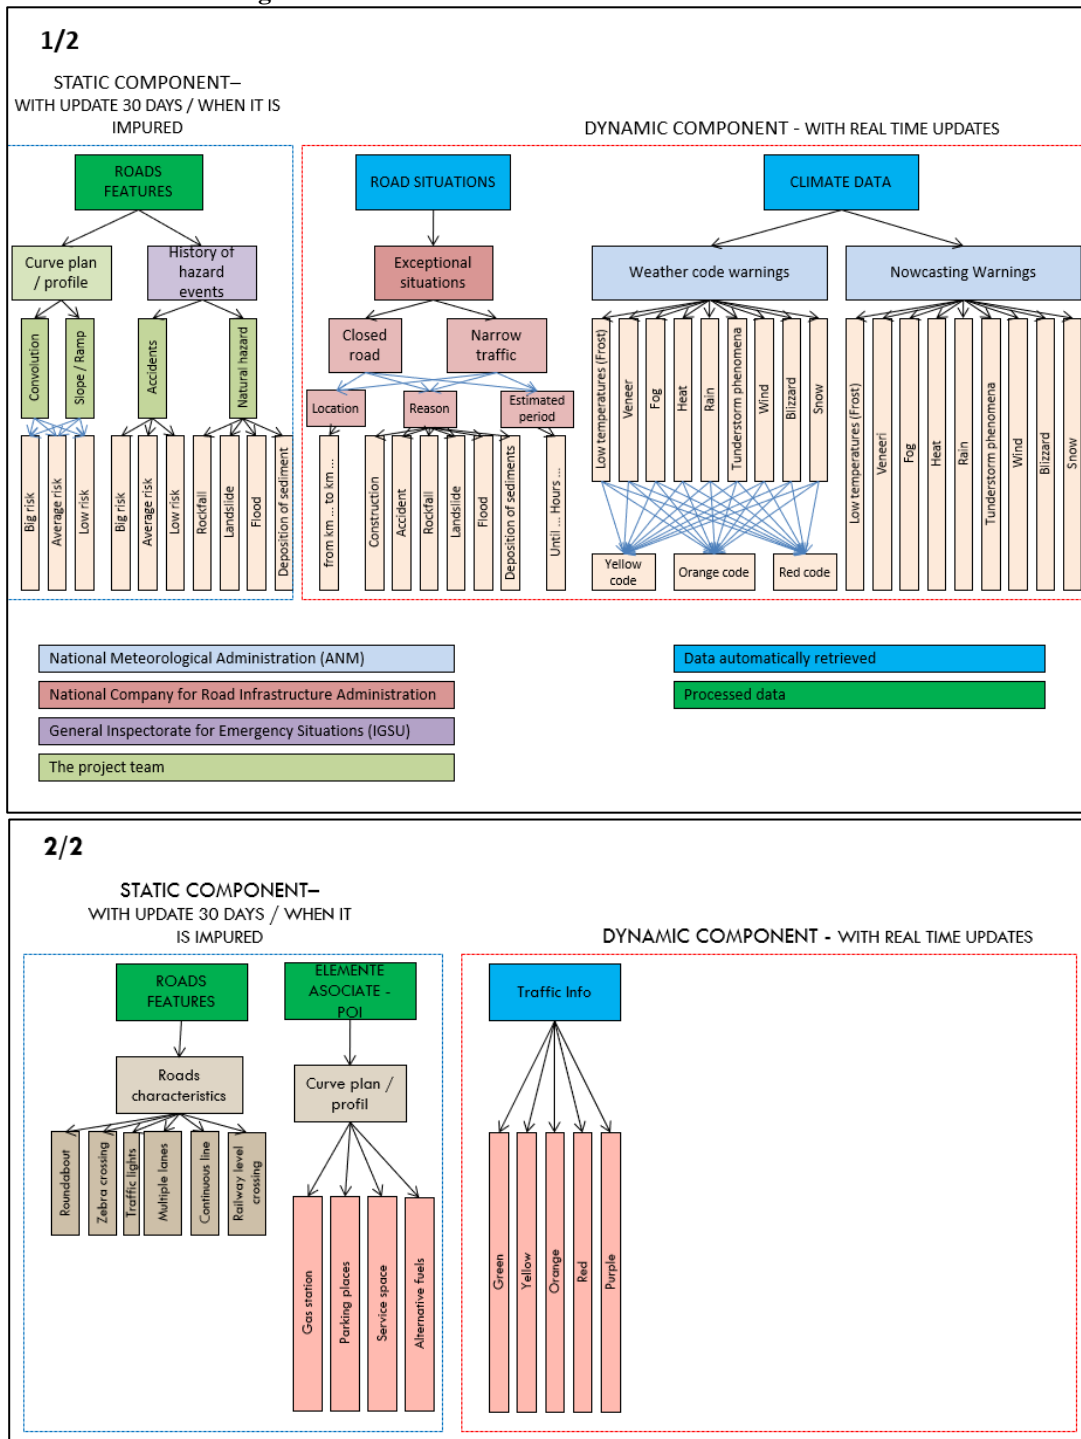 1/2
STATIC COMPONENT–
WITH UPDATE 30 DAYS / WHEN IT IS
IMPURED
DYNAMIC COMPONENT - WITH REAL TIME UPDATES
ROADS
FEATURES
ROAD SITUATIONS
CLIMATE DATA
Curve plan
/ profile
History of
hazard
events
Exceptional
situations
Weather code warnings
Nowcasting Warnings
Convolution
Slope / Ramp
Accidents
Natural hazard
Closed
road
Narrow
traffic
Location
Reason
Estimated
period
Low temperatures (Frost)
Veneer
Fog
Heat
Rain
Tunderstorm phenomena
Wind
Blizzard
Snow
Low temperatures (Frost)
Veneeri
Fog
Heat
Rain
Tunderstorm phenomena
Wind
Blizzard
Snow
Big risk
Average risk
Low risk
Big risk
Average risk
Low risk
Rockfall
Landslide
Flood
Deposition of sediment
from km ... to km ...
Construction
Accident
Rockfall
Landslide
Flood
Deposition of sediments
Until ... Hours ...
Yellow
code
Orange code
Red code
National Meteorological Administration (ANM)
National Company for Road Infrastructure Administration
General Inspectorate for Emergency Situations (IGSU)
The project team
Data automatically retrieved
Processed data
2/2
STATIC COMPONENT–
WITH UPDATE 30 DAYS / WHEN IT
IS IMPURED
DYNAMIC COMPONENT - WITH REAL TIME UPDATES
ROADS
FEATURES
ELEMENTE
ASOCIATE -
POI
Traffic Info
Roads
characteristics
Curve plan /
profil
Roundabout
Zebra crossing
Traffic lights
Multiple lanes
Continuous line
Railway level
crossing
Gas station
Parking places
Service space
Alternative fuels
Green
Yellow
Orange
Red
Purple